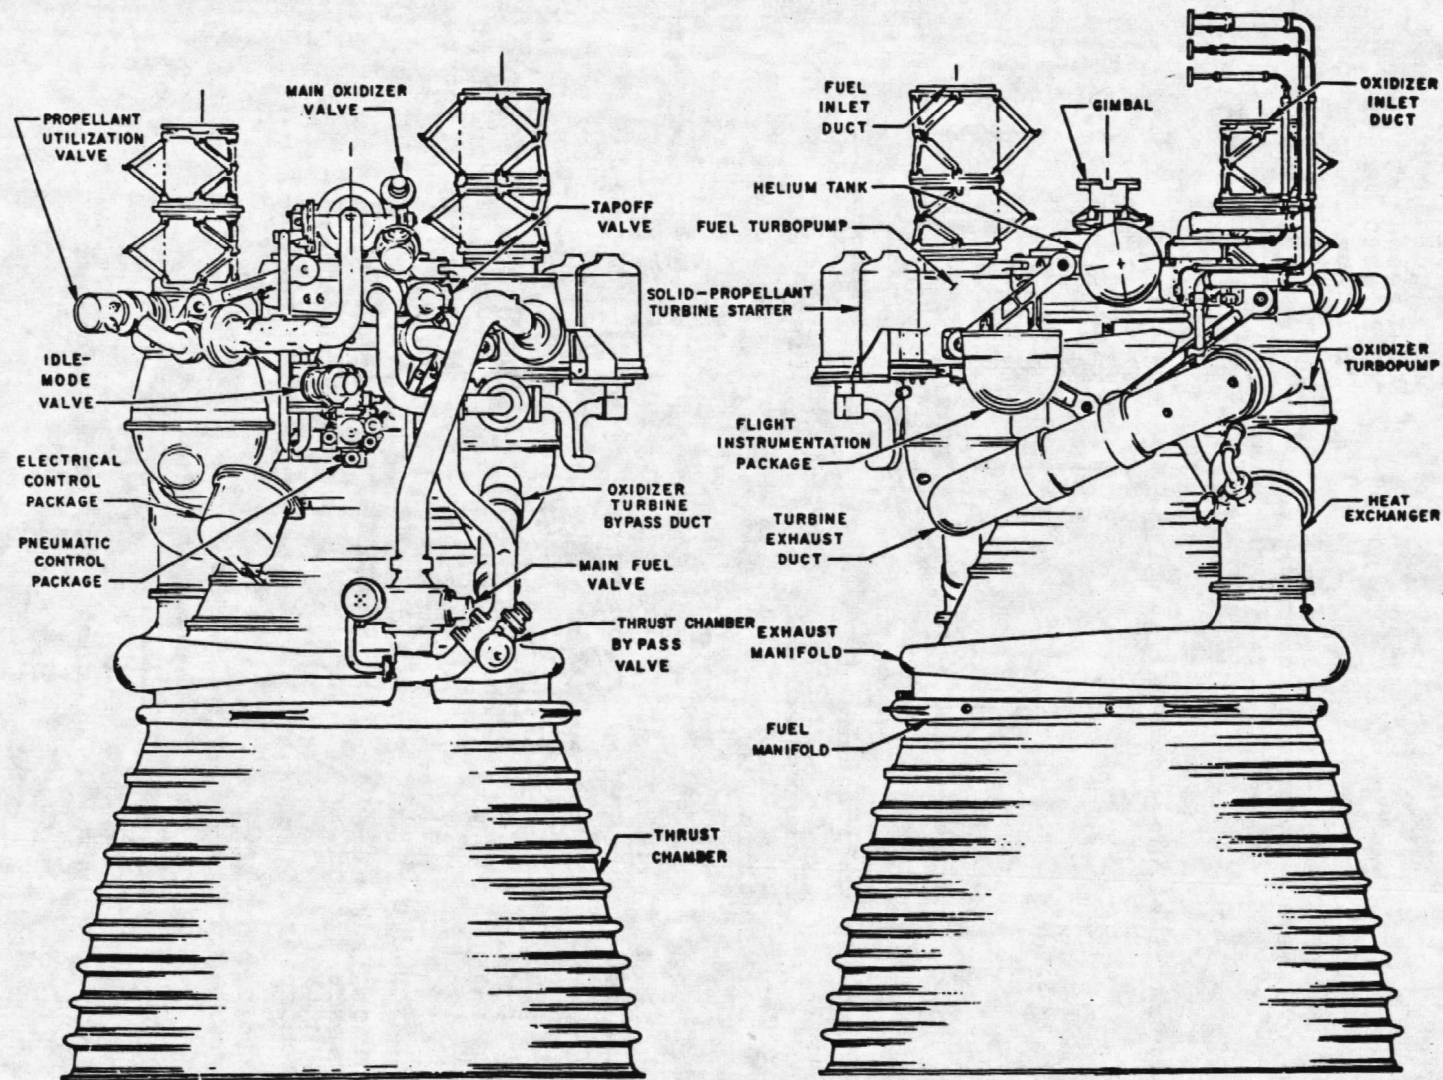 MAIN OXIDIZER
VALVE
PROPELLANT
UTILIZATION
VALVE
TAPOFF
VALVE
IDLE-
MODE
VALVE
ELECTRICAL
CONTROL
PACKAGE
PNEUMATIC
CONTROL
PACKAGE
OXIDIZER
TURBINE
BYPASS DUCT
MAIN FUEL
VALVE
THRUST CHAMBER
BYPASS
VALVE
THRUST
CHAMBER
FUEL
INLET
DUCT
GIMBAL
OXIDIZER
INLET
DUCT
HELIUM TANK
FUEL TURBOPUMP
SOLID-PROPELLANT
TURBINE STARTER
OXIDIZER
TURBOPUMP
FLIGHT
INSTRUMENTATION
PACKAGE
HEAT
EXCHANGER
TURBINE
EXHAUST
DUCT
EXHAUST
MANIFOLD
FUEL
MANIFOLD